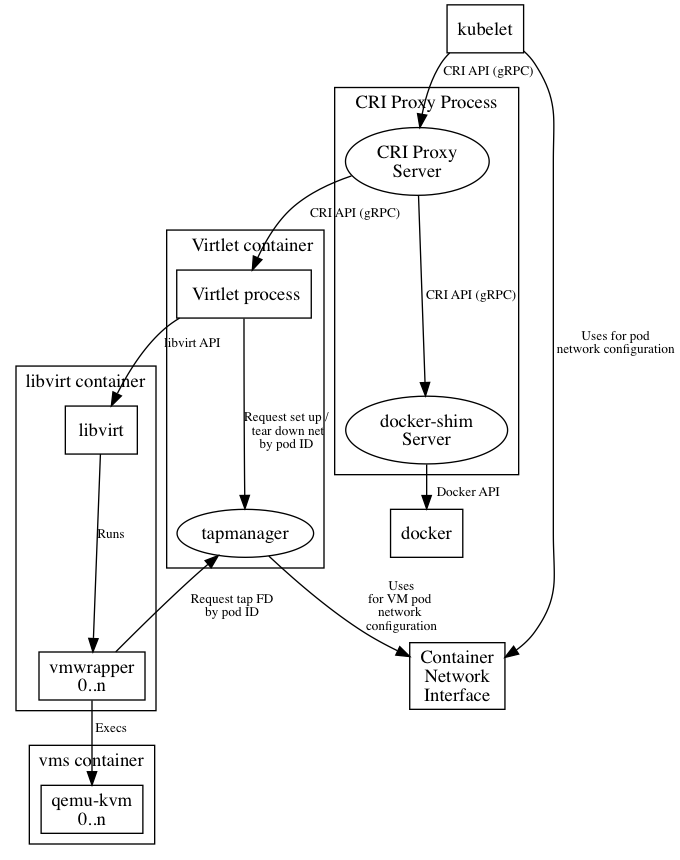 kubelet
CRI API (gRPC)
CRI Proxy Process
CRI Proxy
Server
CRI API (gRPC)
Virtlet container
Virtlet process
CRI API (gRPC)
Uses for pod
network configuration
libvirt API
libvirt container
libvirt
Request set up /
tear down net
by pod ID
docker-shim
Server
Docker API
Runs
tapmanager
docker
Request tap FD
by pod ID
Uses
for VM pod
network
configuration
vmwrapper
0..n
Container
Network
Interface
Execs
vms container
qemu-kvm
0..n